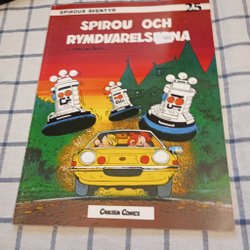 SPIROUS ÄVENTYR
25
SPIROU OCH
RYMDVARELSERNA
CARLSEN COMICS